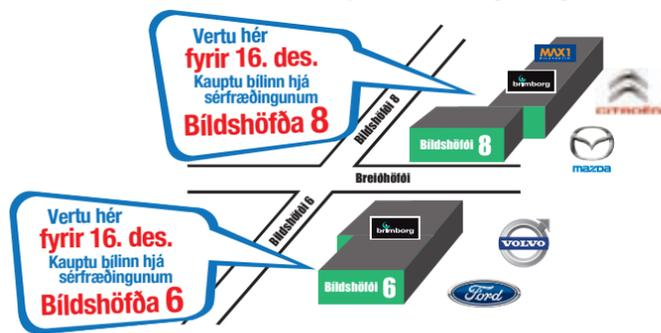 Vertu hér
fyrir 16. des.
Kauptu bílinn hjá
sérfræðingunum
Bíldshöfða 8
MAX1
brimborg
CITROËN
Bíldshöfði 8
Bíldshöfði 8
mazda
Breiðhöfði
Bíldshöfði 6
Vertu hér
fyrir 16. des.
Kauptu bílinn hjá
sérfræðingunum
Bíldshöfða 6
brimborg
VOLVO
Bíldshöfði 6
Ford